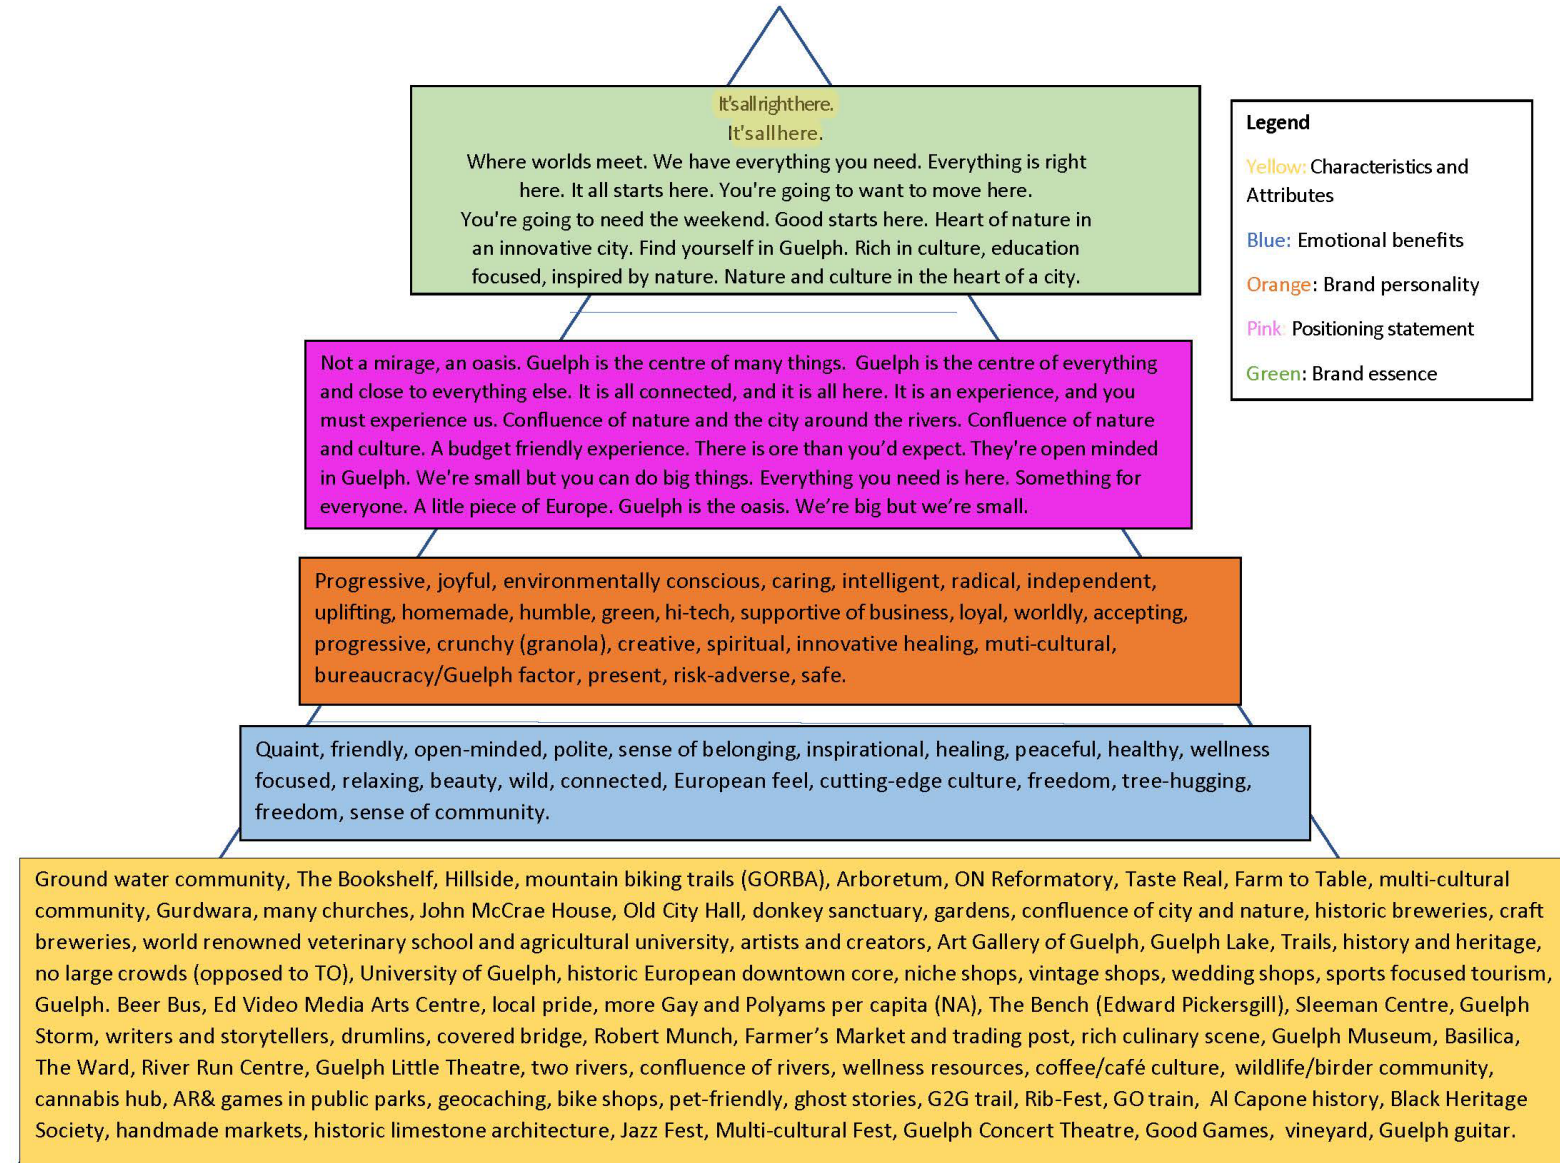 It's all right here.
It's all here.
Where worlds meet. We have everything you need. Everything is right
here. It all starts here. You're going to want to move here.
You're going to need the weekend. Good starts here. Heart of nature in
an innovative city. Find yourself in Guelph. Rich in culture, education
focused, inspired by nature. Nature and culture in the heart of a city.
Legend
Yellow: Characteristics and
Attributes
Blue: Emotional benefits
Orange: Brand personality
Pink: Positioning statement
Green: Brand essence
Not a mirage, an oasis. Guelph is the centre of many things. Guelph is the centre of everything
and close to everything else. It is all connected, and it is all here. It is an experience, and you
must experience us. Confluence of nature and the city around the rivers. Confluence of nature
and culture. A budget friendly experience. There is ore than you’d expect. They're open minded
in Guelph. We're small but you can do big things. Everything you need is here. Something for
everyone. A litle piece of Europe. Guelph is the oasis. We’re big but we’re small.
Progressive, joyful, environmentally conscious, caring, intelligent, radical, independent,
uplifting, homemade, humble, green, hi-tech, supportive of business, loyal, worldly, accepting,
progressive, crunchy (granola), creative, spiritual, innovative healing, muti-cultural,
bureaucracy/Guelph factor, present, risk-adverse, safe.
Quaint, friendly, open-minded, polite, sense of belonging, inspirational, healing, peaceful, healthy, wellness
focused, relaxing, beauty, wild, connected, European feel, cutting-edge culture, freedom, tree-hugging,
freedom, sense of community.
Ground water community, The Bookshelf, Hillside, mountain biking trails (GORBA), Arboretum, ON Reformatory, Taste Real, Farm to Table, multi-cultural
community, Gurdwara, many churches, John McCrae House, Old City Hall, donkey sanctuary, gardens, confluence of city and nature, historic breweries, craft
breweries, world renowned veterinary school and agricultural university, artists and creators, Art Gallery of Guelph, Guelph Lake, Trails, history and heritage,
no large crowds (opposed to TO), University of Guelph, historic European downtown core, niche shops, vintage shops, wedding shops, sports focused tourism,
Guelph. Beer Bus, Ed Video Media Arts Centre, local pride, more Gay and Polyams per capita (NA), The Bench (Edward Pickersgill), Sleeman Centre, Guelph
Storm, writers and storytellers, drumlins, covered bridge, Robert Munch, Farmer’s Market and trading post, rich culinary scene, Guelph Museum, Basilica,
The Ward, River Run Centre, Guelph Little Theatre, two rivers, confluence of rivers, wellness resources, coffee/café culture, wildlife/birder community,
cannabis hub, AR& games in public parks, geocaching, bike shops, pet-friendly, ghost stories, G2G trail, Rib-Fest, GO train, Al Capone history, Black Heritage
Society, handmade markets, historic limestone architecture, Jazz Fest, Multi-cultural Fest, Guelph Concert Theatre, Good Games, vineyard, Guelph guitar.